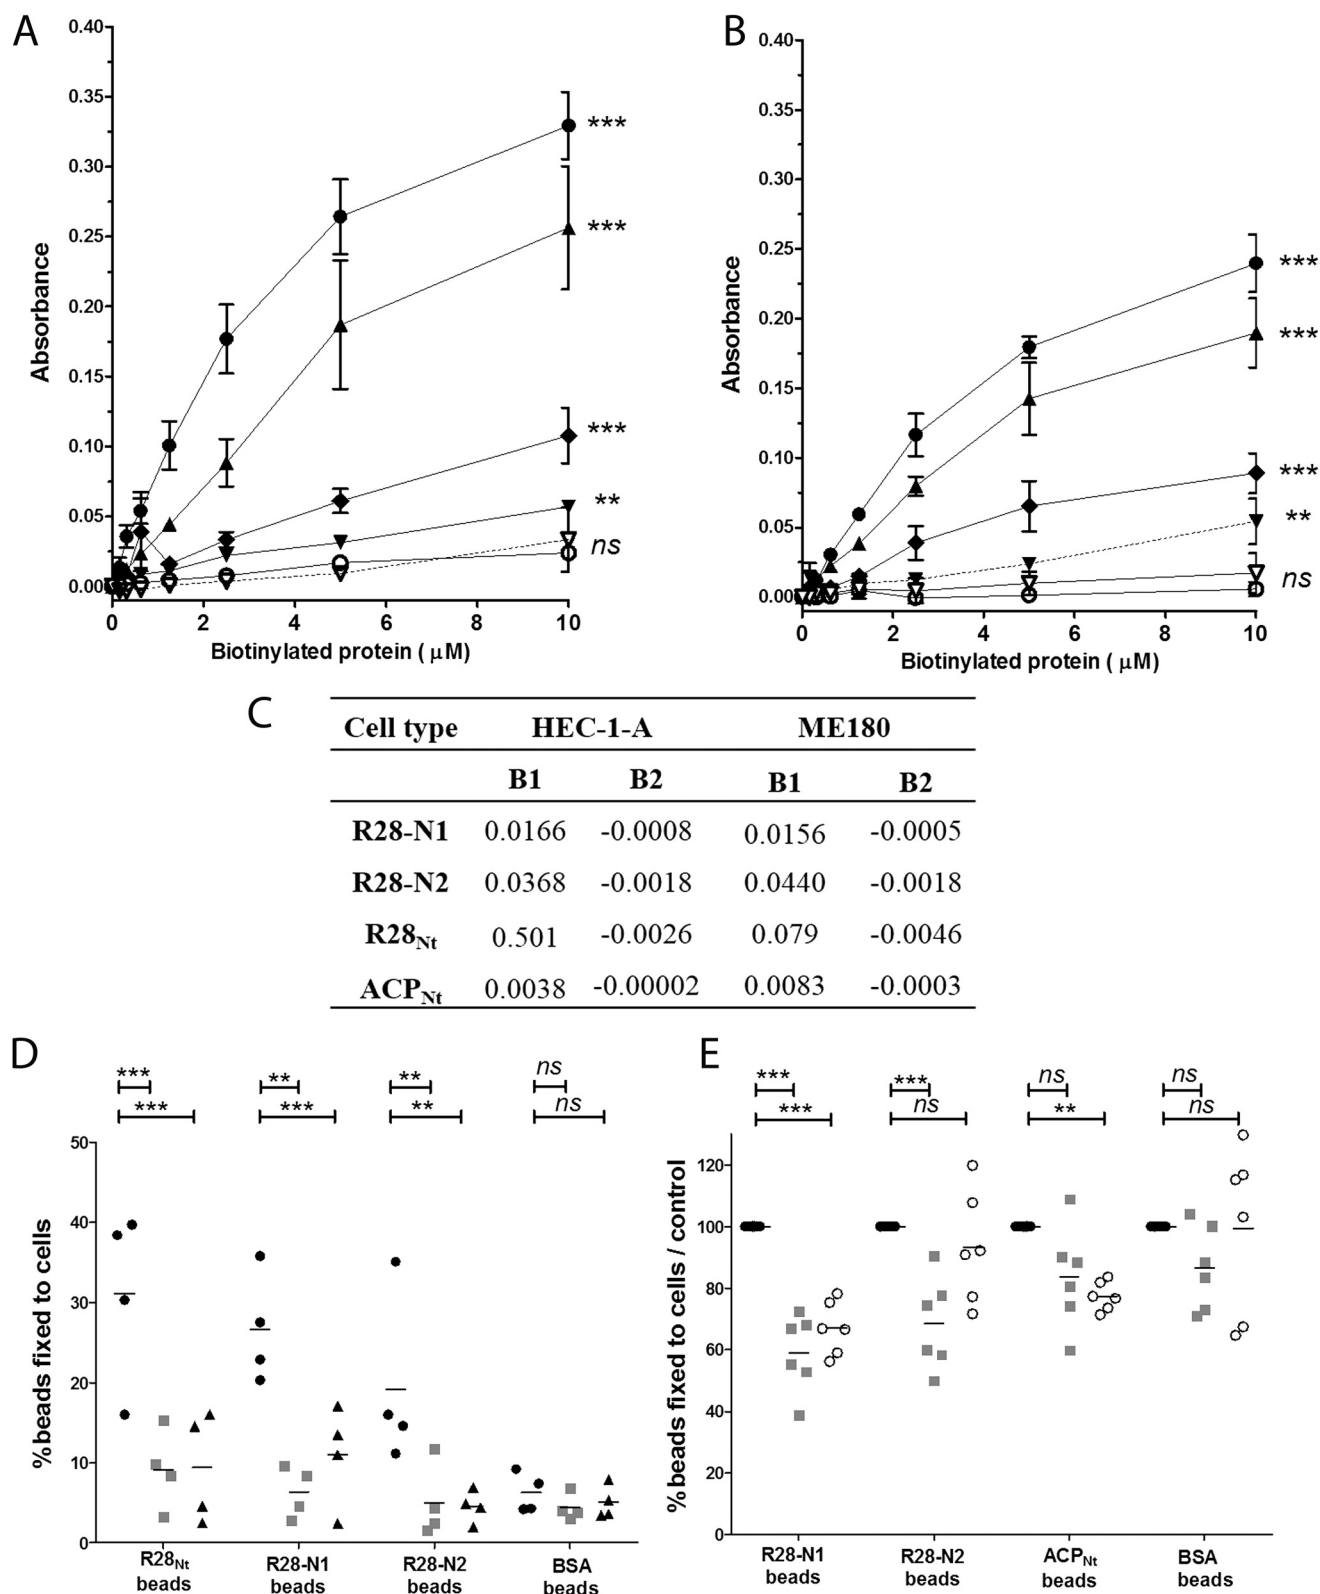 A
0.40
0.35
0.30
0.25
0.20
0.15
0.10
0.05
0.00
Absorbance
***
***
***
**
ns
0 2 4 6 8 10
Biotinylated protein ( μM)
B
0.40
0.35
0.30
0.25
0.20
0.15
0.10
0.05
0.00
Absorbance
***
***
***
**
ns
0 2 4 6 8 10
Biotinylated protein ( μM)
C
Cell type HEC-1-A ME180
B1 B2 B1 B2
R28-N1 0.0166 -0.0008 0.0156 -0.0005
R28-N2 0.0368 -0.0018 0.0440 -0.0018
R28Nt 0.501 -0.0026 0.079 -0.0046
ACPNt 0.0038 -0.00002 0.0083 -0.0003
D
*** ** ** ns
*** *** ** ns
50
40
30
20
10
0
% beads fixed to cells
R28Nt R28-N1 R28-N2 BSA
beads beads beads beads
E
*** *** ns ns
*** ns ** ns
120
100
80
60
40
20
0
% beads fixed to cells / control
R28-N1 R28-N2 ACPNt BSA
beads beads beads beads